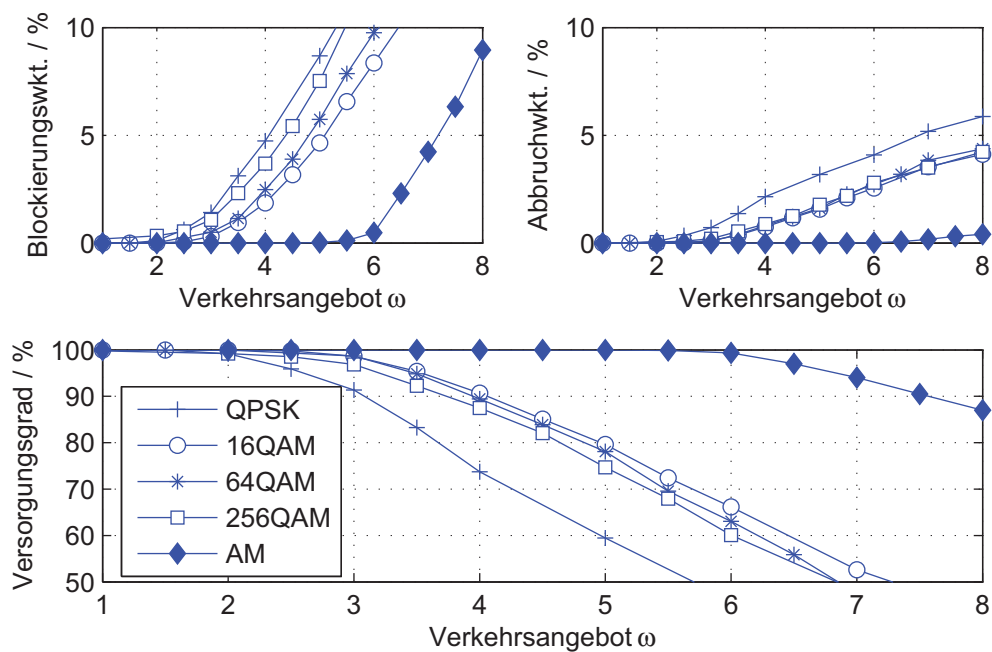 Blockierungswkt. / %
10
5
0
2
4
6
8
Verkehrsangebot ω
Abbruchwkt. / %
10
5
0
2
4
6
8
Verkehrsangebot ω
Versorgungsgrad / %
100
90
80
70
60
50
QPSK
16QAM
64QAM
256QAM
AM
1
2
3
4
5
6
7
8
Verkehrsangebot ω